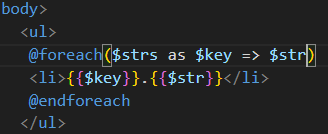 body>
<ul>
@foreach($strs as $key => $str)
<li>{{$key}}.{{$str}}</li>
@endforeach
</ul>